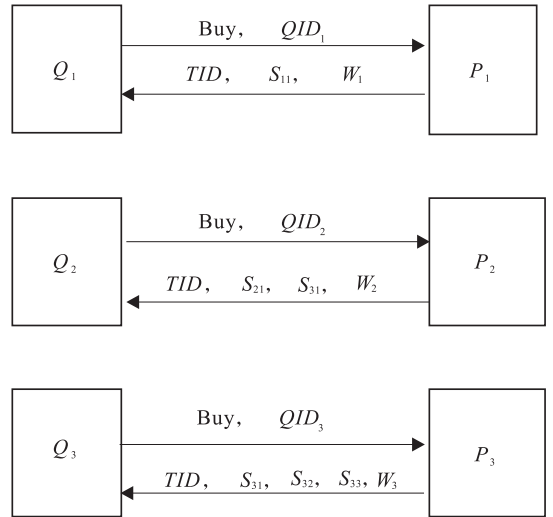 Buy, QID₁
Q₁ P₁
TID, S₁₁, W₁
Buy, QID₂
Q₂ P₂
TID, S₂₁, S₃₁, W₂
Buy, QID₃
Q₃ P₃
TID, S₃₁, S₃₂, S₃₃, W₃